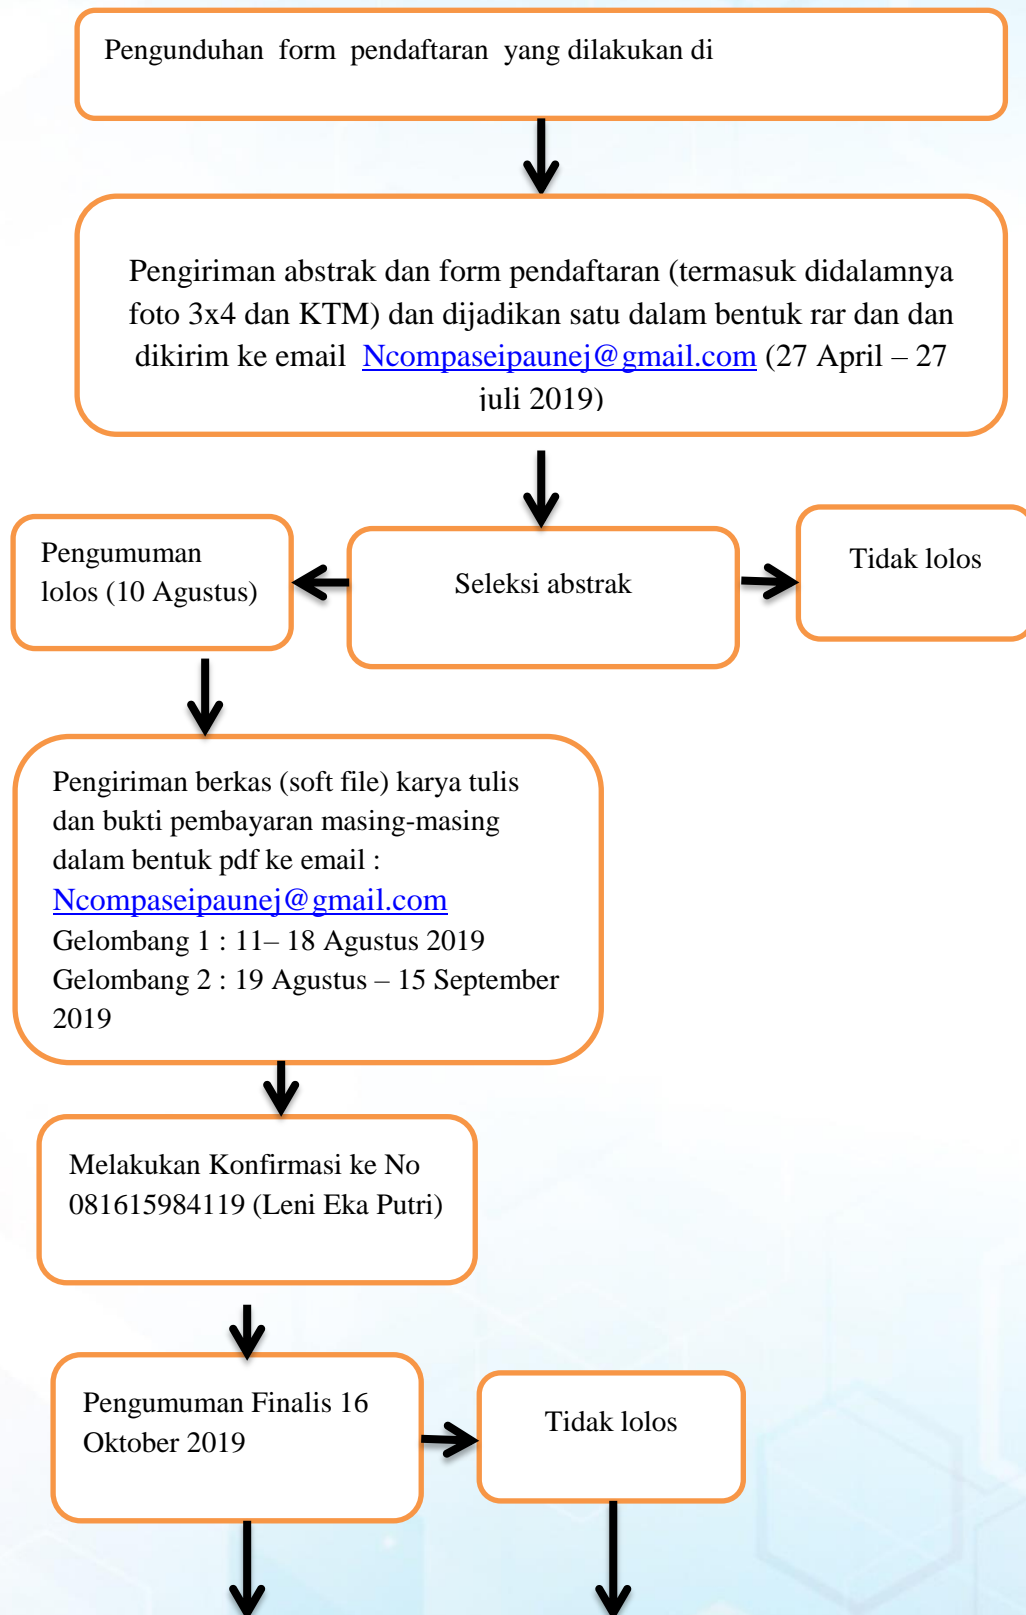 Pengunduhan form pendaftaran yang dilakukan di
Pengiriman abstrak dan form pendaftaran (termasuk didalamnya
foto 3x4 dan KTM) dan dijadikan satu dalam bentuk rar dan dan
dikirim ke email Ncompaseipaunej@gmail.com (27 April – 27
juli 2019)
Pengumuman
lolos (10 Agustus)
Seleksi abstrak
Tidak lolos
Pengiriman berkas (soft file) karya tulis
dan bukti pembayaran masing-masing
dalam bentuk pdf ke email :
Ncompaseipaunej@gmail.com
Gelombang 1 : 11– 18 Agustus 2019
Gelombang 2 : 19 Agustus – 15 September
2019
Melakukan Konfirmasi ke No
081615984119 (Leni Eka Putri)
Pengumuman Finalis 16
Oktober 2019
Tidak lolos